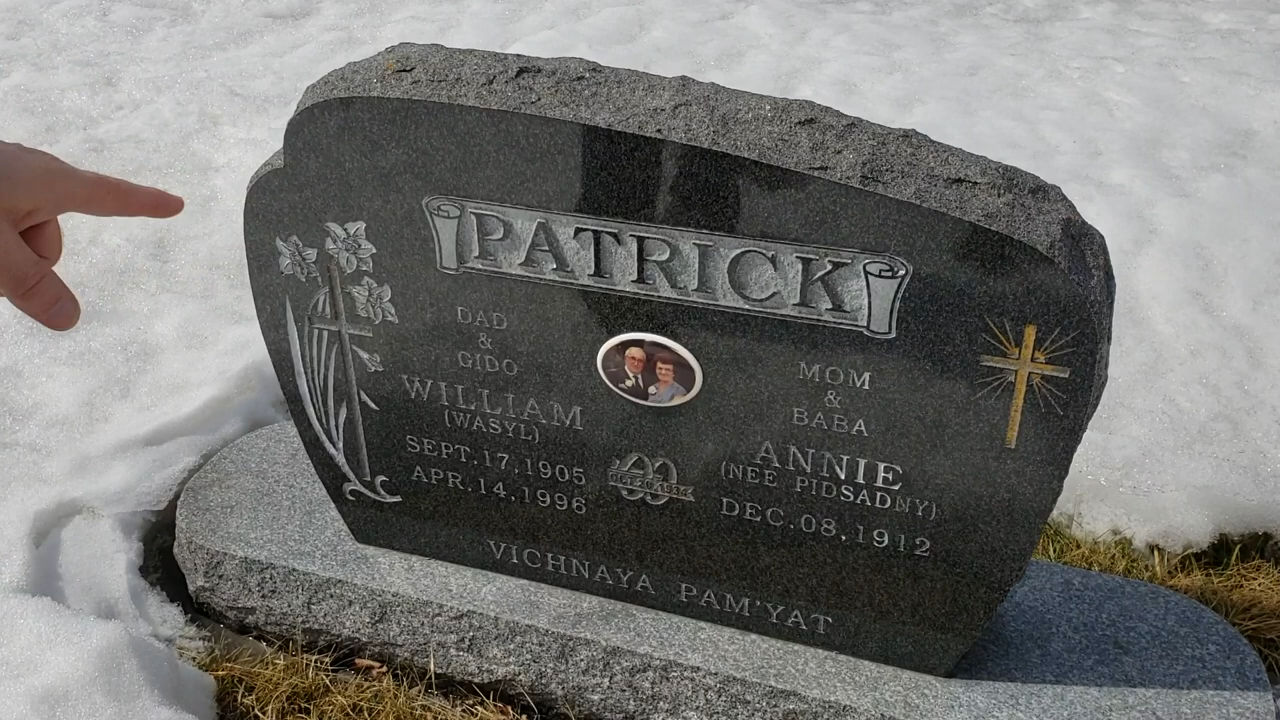 PATRICK
DAD
&
GIDO
WILLIAM
(WASYL)
SEPT.17,1905
APR.14,1996
MOM
&
BABA
ANNIE
(NEE PIDSADNY)
DEC.08,1912
VICHNAYA PAM'YAT